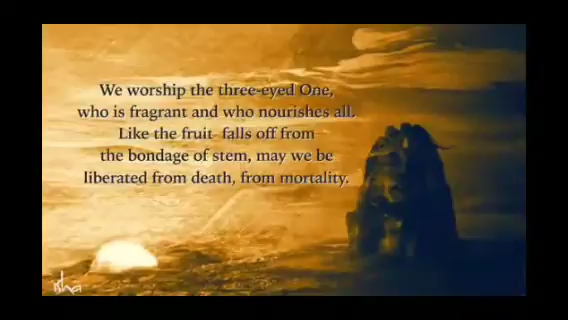 We worship the three-eyed One,
who is fragrant and who nourishes all.
Like the fruit falls off from
the bondage of stem, may we be
liberated from death, from mortality.
isha